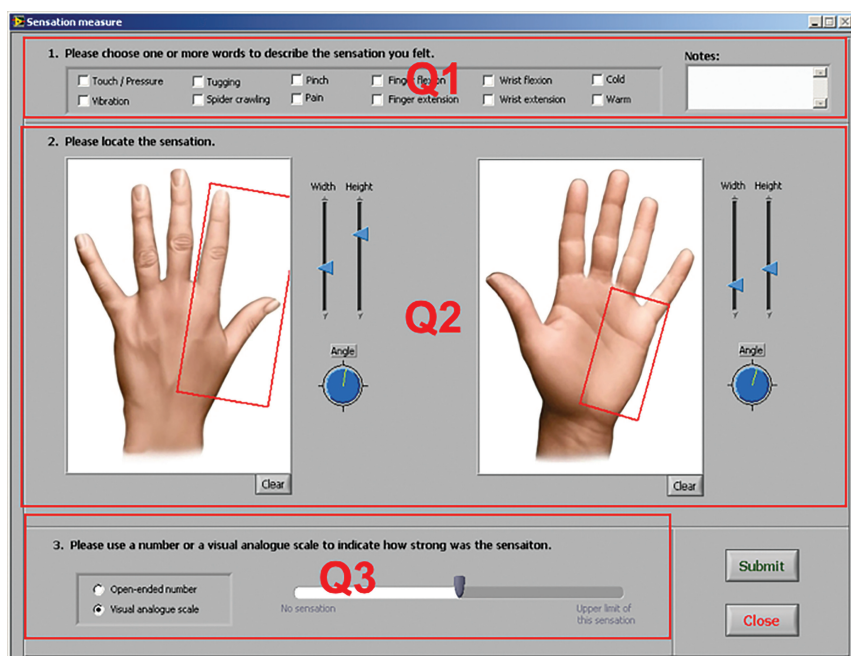 Sensation measure
1. Please choose one or more words to describe the sensation you felt.
Notes:
Touch / Pressure Tugging Pinch Finger flexion Wrist flexion Cold
Q1
Vibration Spider crawling Pain Finger extension Wrist extension Warm
2. Please locate the sensation.
Width Height
Width Height
Q2
Angle
Angle
Clear
Clear
3. Please use a number or a visual analogue scale to indicate how strong was the sensaiton.
Q3
Open-ended number
Visual analogue scale
No sensation
Upper limit of
this sensation
Submit
Close